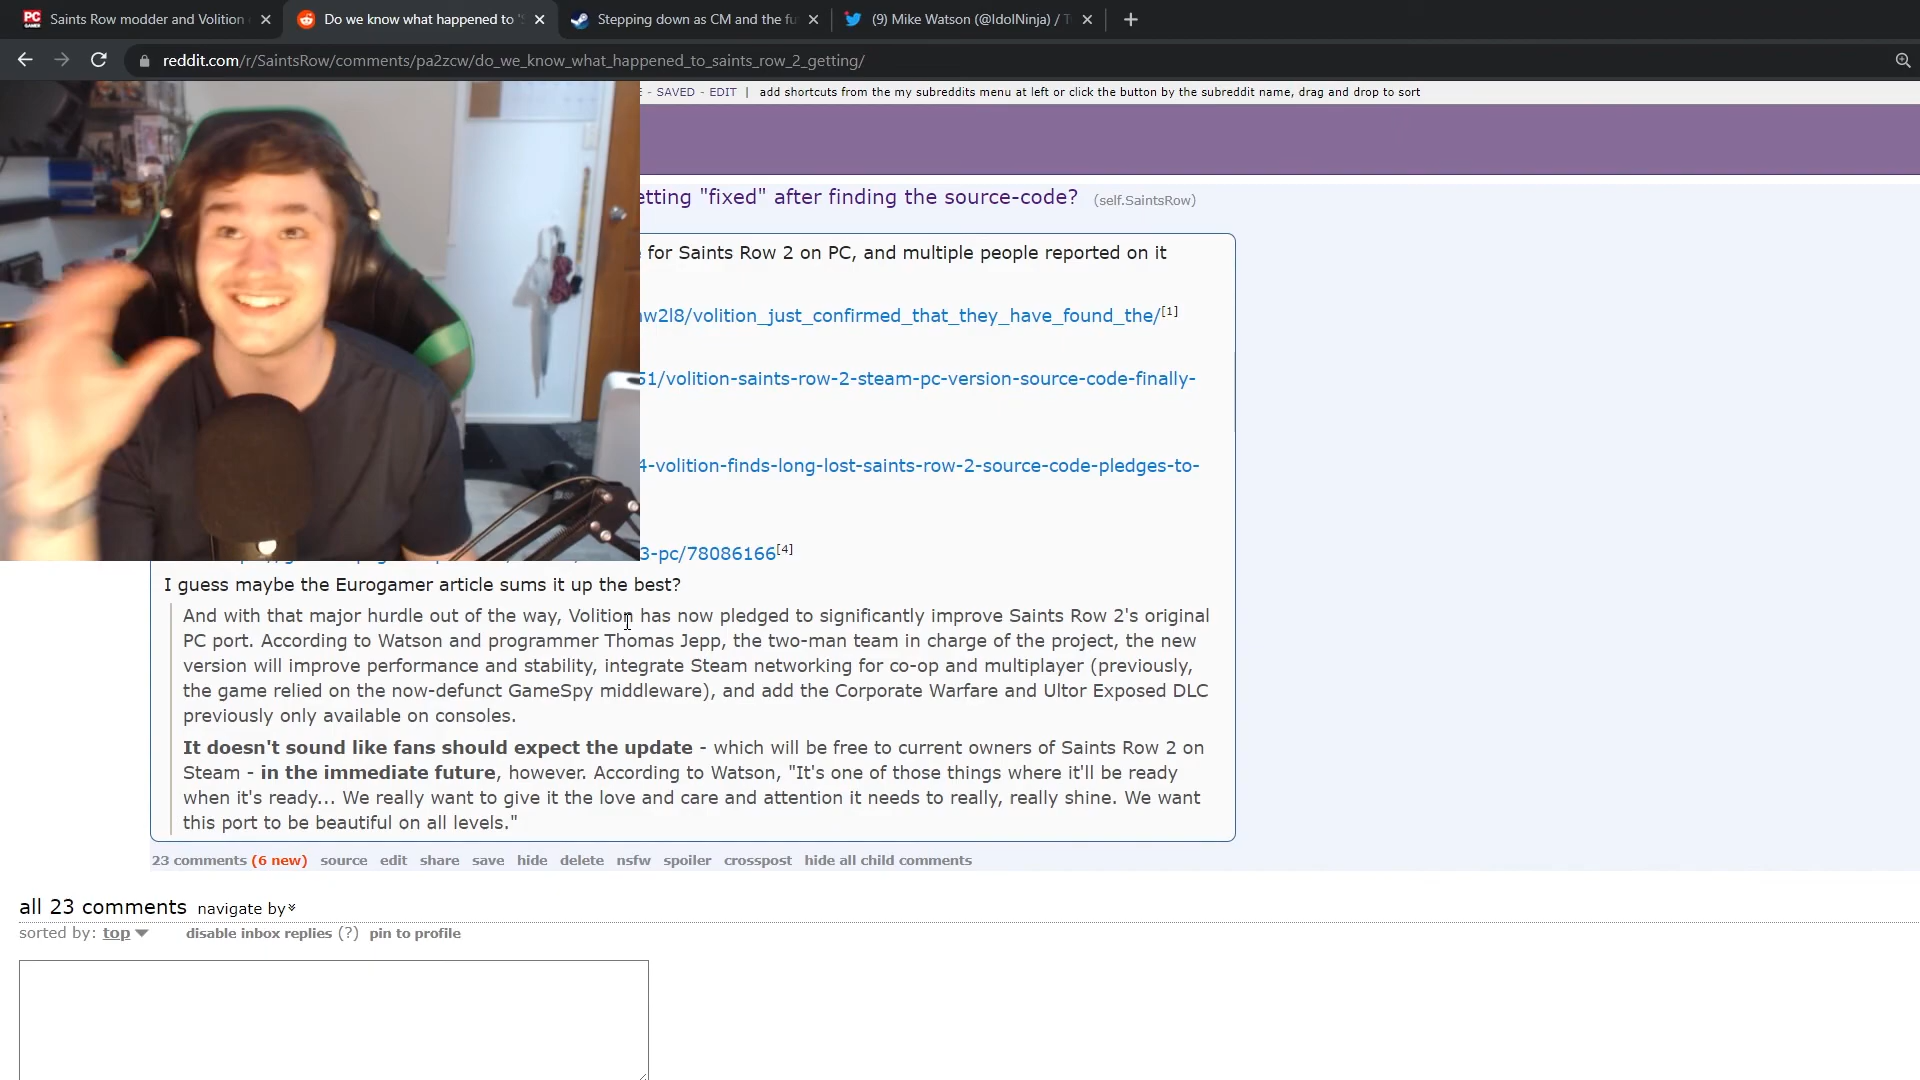 PC GAMES
Saints Row modder and Volition
Do we know what happened to '
Stepping down as CM and the fu
(9) Mike Watson (@IdolNinja) / T
reddit.com/r/SaintsRow/comments/pa2zcw/do_we_know_what_happened_to_saints_row_2_getting/
- SAVED - EDIT | add shortcuts from the my subreddits menu at left or click the button by the subreddit name, drag and drop to sort
etting "fixed" after finding the source-code? (self.SaintsRow)
for Saints Row 2 on PC, and multiple people reported on it
w2l8/volition_just_confirmed_that_they_have_found_the/[1]
51/volition-saints-row-2-steam-pc-version-source-code-finally-
4-volition-finds-long-lost-saints-row-2-source-code-pledges-to-
3-pc/78086166[4]
I guess maybe the Eurogamer article sums it up the best?
And with that major hurdle out of the way, Volition has now pledged to significantly improve Saints Row 2's original
PC port. According to Watson and programmer Thomas Jepp, the two-man team in charge of the project, the new
version will improve performance and stability, integrate Steam networking for co-op and multiplayer (previously,
the game relied on the now-defunct GameSpy middleware), and add the Corporate Warfare and Ultor Exposed DLC
previously only available on consoles.
It doesn't sound like fans should expect the update - which will be free to current owners of Saints Row 2 on
Steam - in the immediate future, however. According to Watson, "It's one of those things where it'll be ready
when it's ready... We really want to give it the love and care and attention it needs to really, really shine. We want
this port to be beautiful on all levels."
23 comments (6 new) source edit share save hide delete nsfw spoiler crosspost hide all child comments
all 23 comments navigate by
sorted by: top disable inbox replies (?) pin to profile